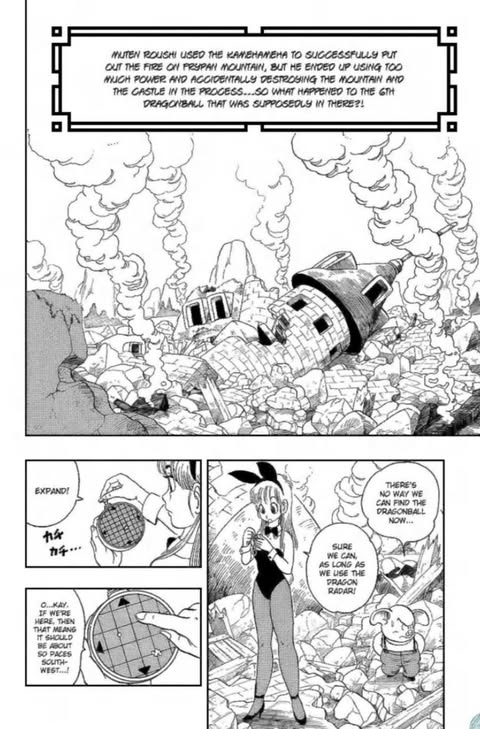 MUTEN ROUSHI USED THE KAMEHAMEHA TO SUCCESSFULLY PUT
OUT THE FIRE ON FRYPAN MOUNTAIN, BUT HE ENDED UP USING TOO
MUCH POWER AND ACCIDENTALLY DESTROYING THE MOUNTAIN AND
THE CASTLE IN THE PROCESS....SO WHAT HAPPENED TO THE 6TH
DRAGONBALL THAT WAS SUPPOSEDLY IN THERE?!
EXPAND!
カチ
カチ...
THERE'S
NO WAY WE
CAN FIND THE
DRAGONBALL
NOW...
SURE
WE CAN,
AS LONG AS
WE USE THE
DRAGON
RADAR!
O...KAY.
IF WE'RE
HERE, THEN
THAT MEANS
IT SHOULD
BE ABOUT
50 PACES
SOUTH-
WEST...!